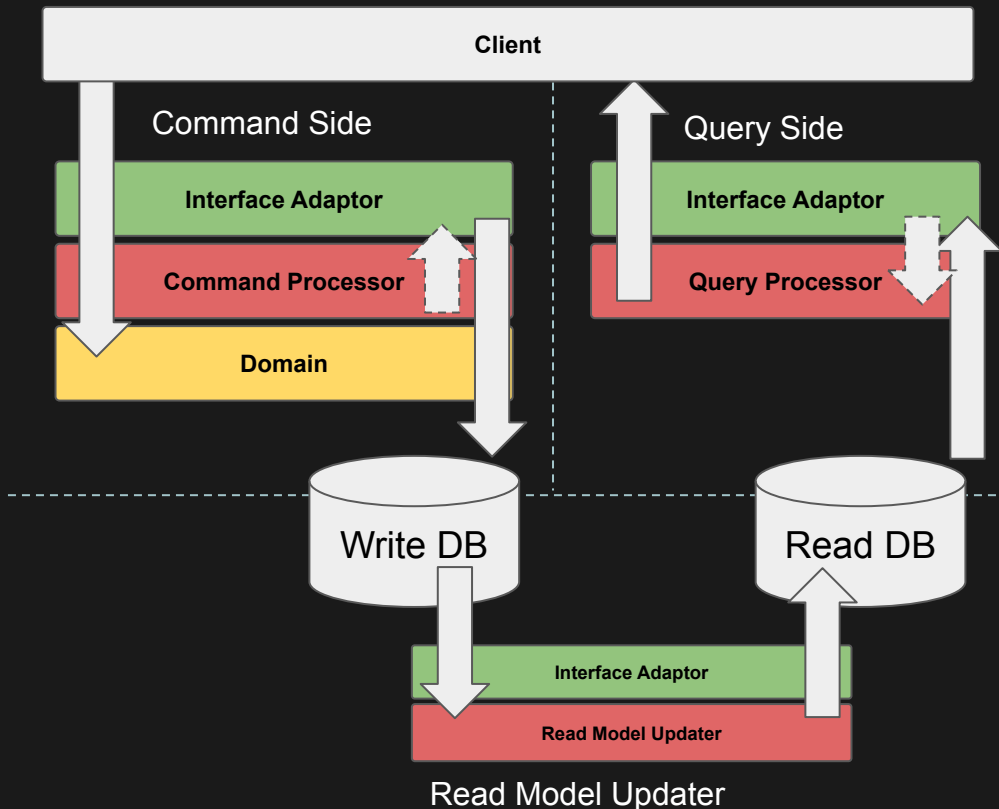 Client
Command Side
Query Side
Interface Adaptor
Interface Adaptor
Command Processor
Query Processor
Domain
Write DB
Read DB
Interface Adaptor
Read Model Updater
Read Model Updater